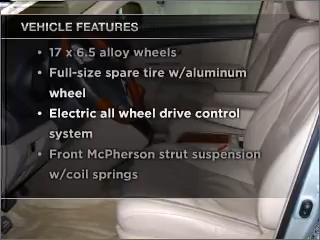 VEHICLE FEATURES
• 17 x 6.5 alloy wheels
• Full-size spare tire w/aluminum
wheel
• Electric all wheel drive control
system
• Front McPherson strut suspension
w/coil springs